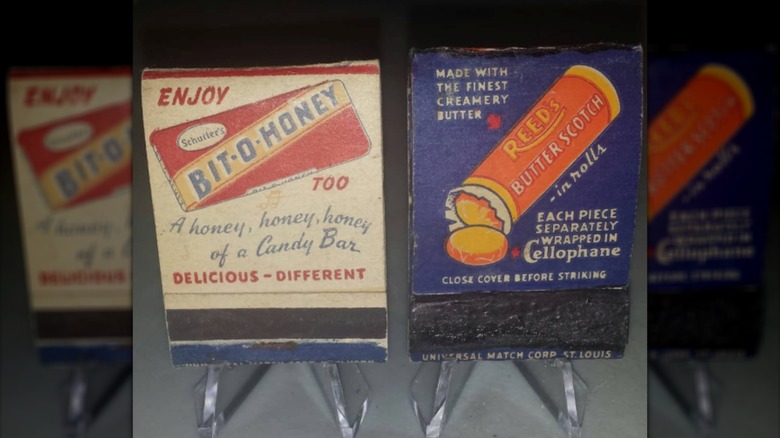 ENJOY
Schutter's
BIT-O-HONEY
TOO
A honey, honey, honey
of a Candy Bar
DELICIOUS - DIFFERENT
MADE WITH
THE FINEST
CREAMERY
BUTTER
REED'S
BUTTER SCOTCH
- in rolls
EACH PIECE
SEPARATELY
WRAPPED IN
Cellophane
CLOSE COVER BEFORE STRIKING
UNIVERSAL MATCH CORP. ST. LOUIS